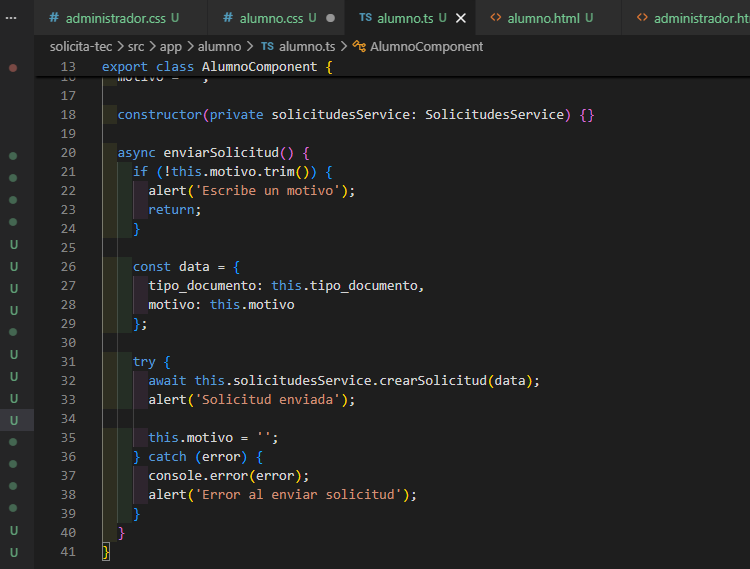 administrador.css U
# alumno.css U
TS alumno.ts U
<> alumno.html U
<> administrador.ht
solicita-tec > src > app > alumno > TS alumno.ts > AlumnoComponent
13 export class AlumnoComponent {
16 motivo = '';
17
18 constructor(private solicitudesService: SolicitudesService) {}
19
20 async enviarSolicitud() {
21 if (!this.motivo.trim()) {
22 alert('Escribe un motivo');
23 return;
24 }
25
26 const data = {
27 tipo_documento: this.tipo_documento,
28 motivo: this.motivo
29 };
30
31 try {
32 await this.solicitudesService.crearSolicitud(data);
33 alert('Solicitud enviada');
34
35 this.motivo = '';
36 } catch (error) {
37 console.error(error);
38 alert('Error al enviar solicitud');
39 }
40 }
41 }
U
U
U
U
U
U
U
U
U
U